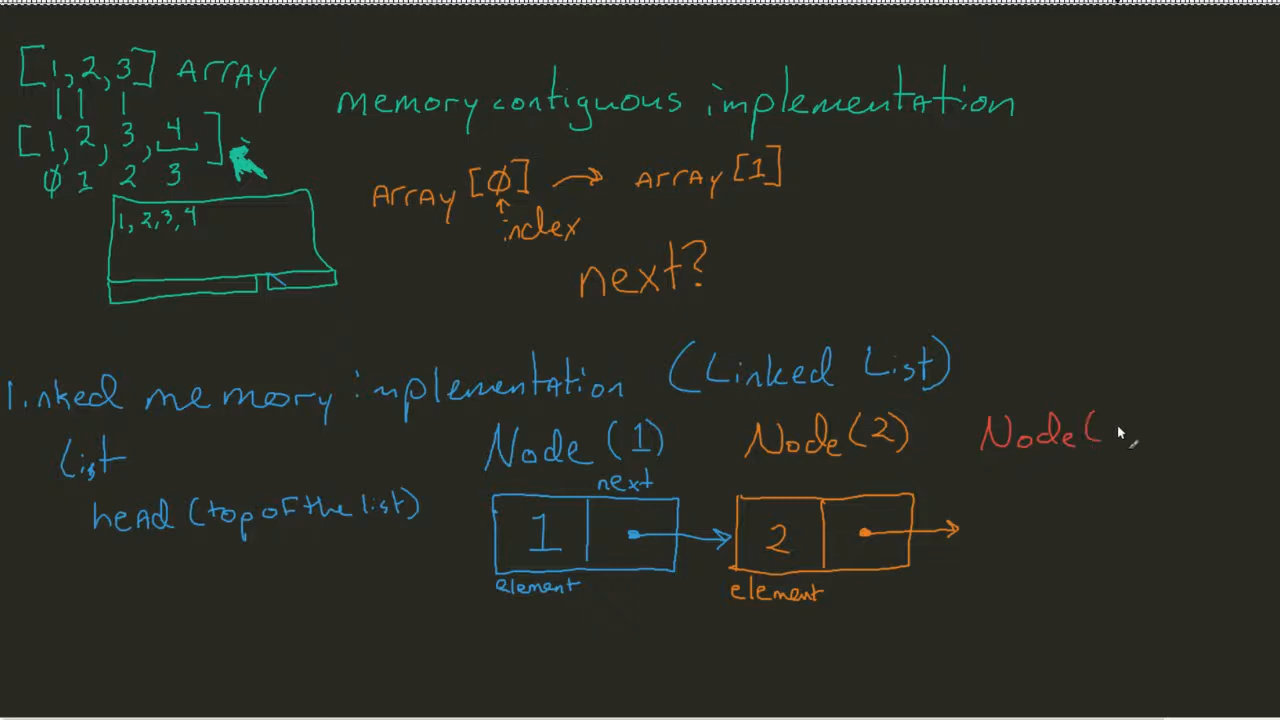 [1, 2, 3] ARRAY
memory contiguous implementation
[1, 2, 3, 4]
0 1 2 3
1, 2, 3, 4
ARRAY [0] → ARRAY [1]
index
next?
Linked memory implementation (Linked List)
List
head (top of the list)
Node (1)
next
1
element
Node (2)
2
element
Node (